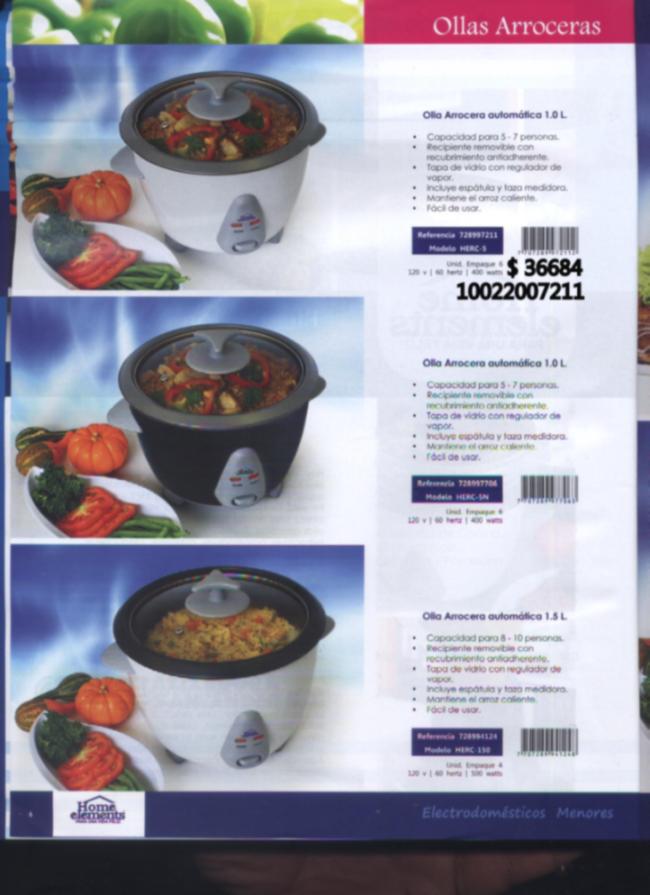 Ollas Arroceras
Olla Arrocera automática 1.0 L.
• Capacidad para 5 - 7 personas.
• Recipiente removible con
recubrimiento antiadherente.
• Tapa de vidrio con regulador de
vapor.
• Incluye espátula y taza medidora.
• Mantiene el arroz caliente.
• Fácil de usar.
Referencia 728997211
Modelo HERC-5
Unid. Empaque 6
120 v | 60 hertz | 400 watts
$ 36684
10022007211
Olla Arrocera automática 1.0 L.
• Capacidad para 5 - 7 personas.
• Recipiente removible con
recubrimiento antiadherente.
• Tapa de vidrio con regulador de
vapor.
• Incluye espátula y taza medidora.
• Mantiene el arroz caliente.
• Fácil de usar.
Referencia 728997706
Modelo HERC-5N
Unid. Empaque 6
120 v | 60 hertz | 400 watts
Olla Arrocera automática 1.5 L.
• Capacidad para 8 - 10 personas.
• Recipiente removible con
recubrimiento antiadherente.
• Tapa de vidrio con regulador de
vapor.
• Incluye espátula y taza medidora.
• Mantiene el arroz caliente.
• Fácil de usar.
Referencia 728994124
Modelo HERC-150
Unid. Empaque 4
120 v | 60 hertz | 500 watts
Home
elements
PARA UNA VIDA FELIZ
Electrodomésticos Menores